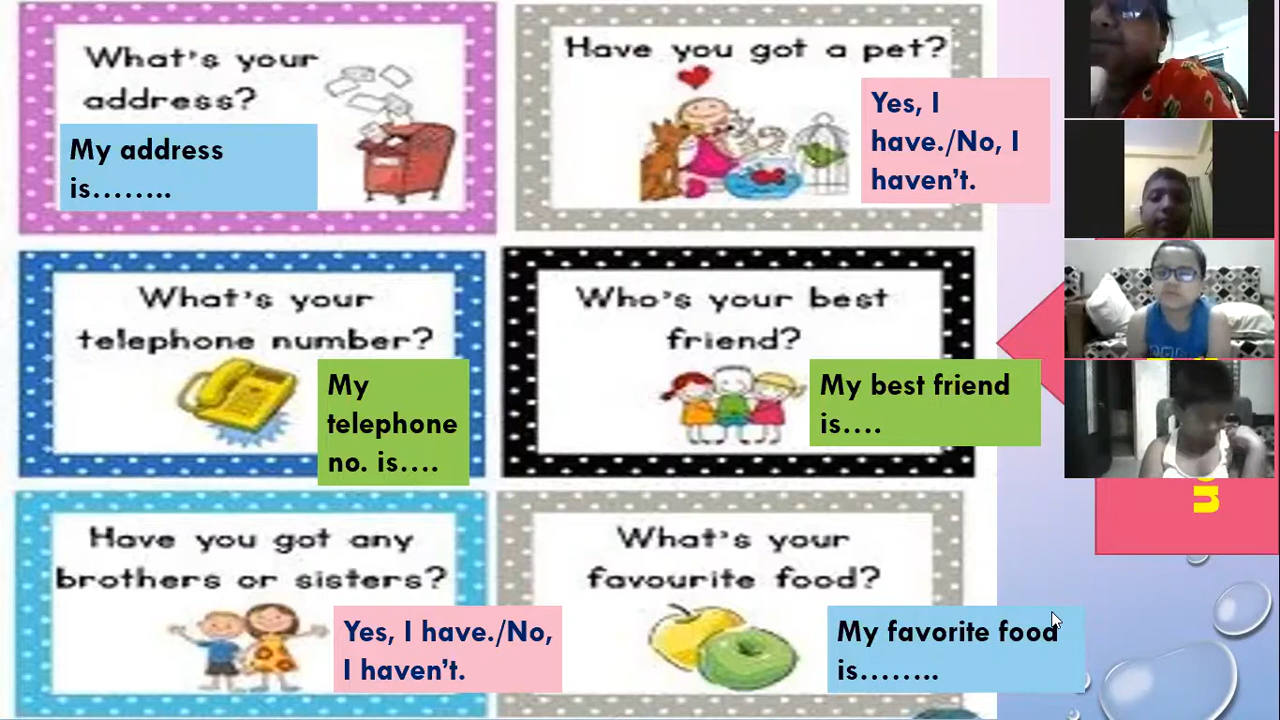 What's your
address?
My address
is……..
Have you got a pet?
Yes, I
have./No, I
haven't.
What's your
telephone number?
My
telephone
no. is….
Who's your best
friend?
My best friend
is….
Have you got any
brothers or sisters?
Yes, I have./No,
I haven't.
What's your
favourite food?
My favorite food
is……..